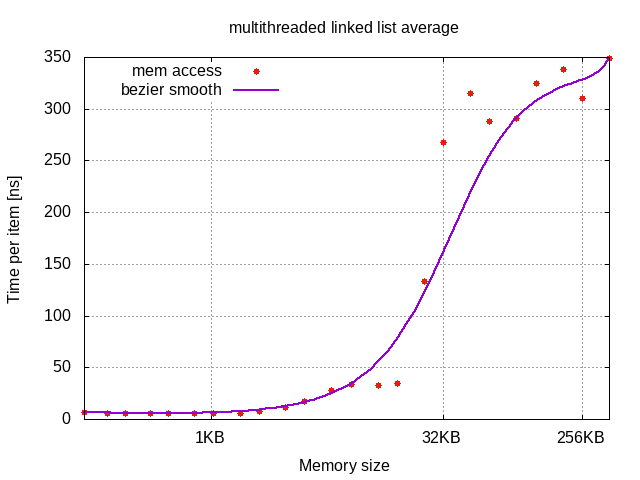 multithreaded linked list average
mem access
bezier smooth
350
300
250
200
150
100
50
0
Time per item [ns]
1KB 32KB 256KB
Memory size